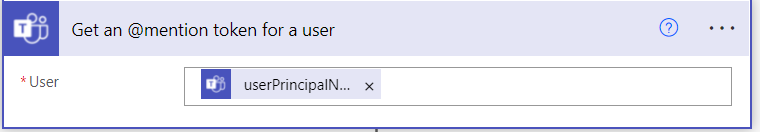 Get an @mention token for a user
*User
userPrincipalN... ×